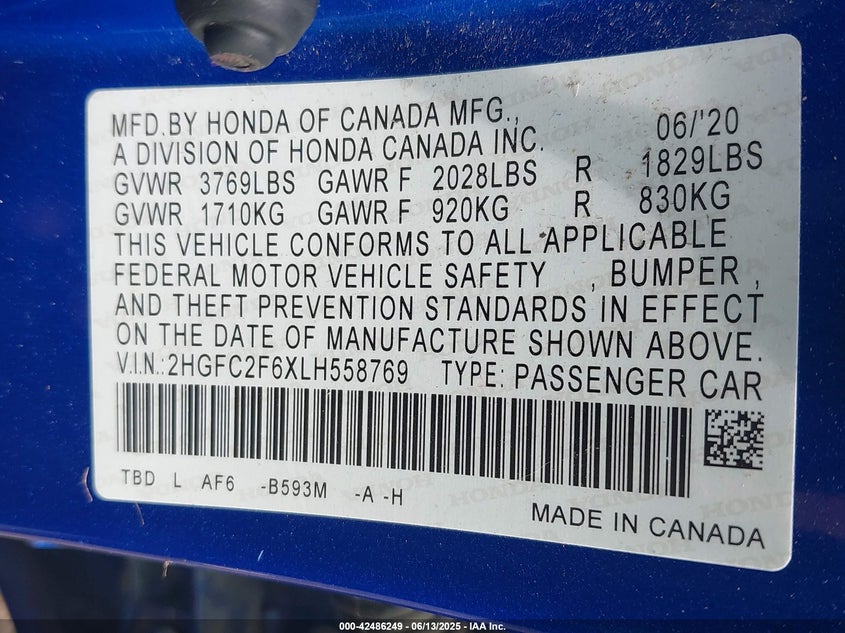 MFD.BY HONDA OF CANADA MFG., 06/'20
A DIVISION OF HONDA CANADA INC.
GVWR 3769LBS GAWR F 2028LBS R 1829LBS
GVWR 1710KG GAWR F 920KG R 830KG
THIS VEHICLE CONFORMS TO ALL APPLICABLE
FEDERAL MOTOR VEHICLE SAFETY , BUMPER ,
AND THEFT PREVENTION STANDARDS IN EFFECT
ON THE DATE OF MANUFACTURE SHOWN ABOVE.
V.I.N.:2HGFC2F6XLH558769 TYPE: PASSENGER CAR
TBD L AF6 -B593M -A -H
MADE IN CANADA
000-42486249 - 06/13/2025 - IAA Inc.